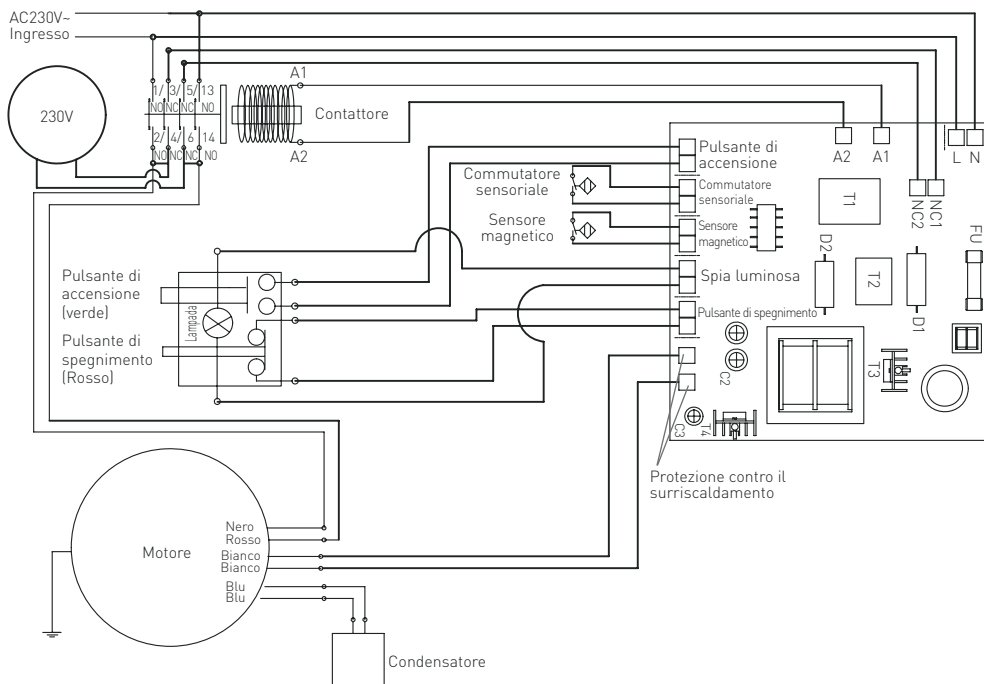 AC230V~
Ingresso
230V
1/ 3/ 5/ 13
NO NC NC NO
2/ 4/ 6 14
NO NC NC NO
A1
Contattore
A2
A2 A1
L N
NC2 NC1
FU
Pulsante di
accensione
Commutatore
sensoriale
Commutatore
sensoriale
Sensore
magnetico
Sensore
magnetico
T1
D2
T2
D1
Spia luminosa
Pulsante di spegnimento
C2
T3
C3
T4
Pulsante di
accensione
(verde)
Lampada
Pulsante di
spegnimento
(Rosso)
Protezione contro il
surriscaldamento
Motore
Nero
Rosso
Bianco
Bianco
Blu
Blu
Condensatore